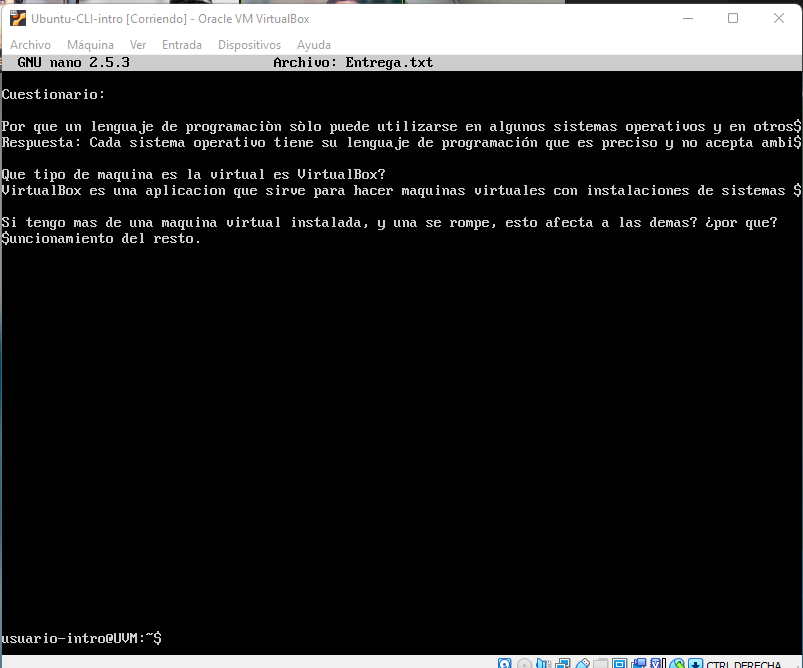 Ubuntu-CLI-intro [Corriendo] - Oracle VM VirtualBox
Archivo Máquina Ver Entrada Dispositivos Ayuda
GNU nano 2.5.3 Archivo: Entrega.txt
Cuestionario:
Por que un lenguaje de programaciòn sòlo puede utilizarse en algunos sistemas operativos y en otros$
Respuesta: Cada sistema operativo tiene su lenguaje de programación que es preciso y no acepta ambi$
Que tipo de maquina es la virtual es VirtualBox?
VirtualBox es una aplicacion que sirve para hacer maquinas virtuales con instalaciones de sistemas $
Si tengo mas de una maquina virtual instalada, y una se rompe, esto afecta a las demas? ¿por que?
$uncionamiento del resto.
usuario-intro@UVM:~$
CTRL DERECHA